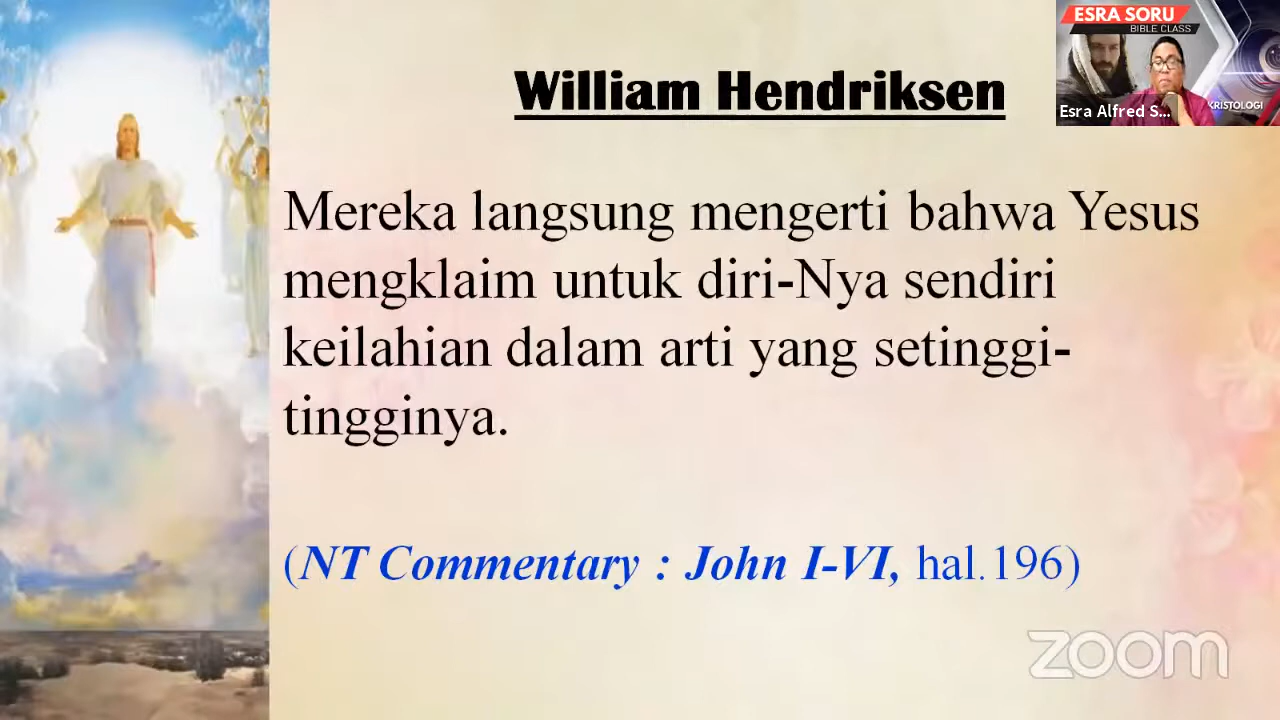 William Hendriksen
ESRA SORU
BIBLE CLASS
KRISTOLOGI
Esra Alfred S...
Mereka langsung mengerti bahwa Yesus
mengklaim untuk diri-Nya sendiri
keilahian dalam arti yang setinggi-
tingginya.
(NT Commentary : John I-VI, hal.196)
zoom